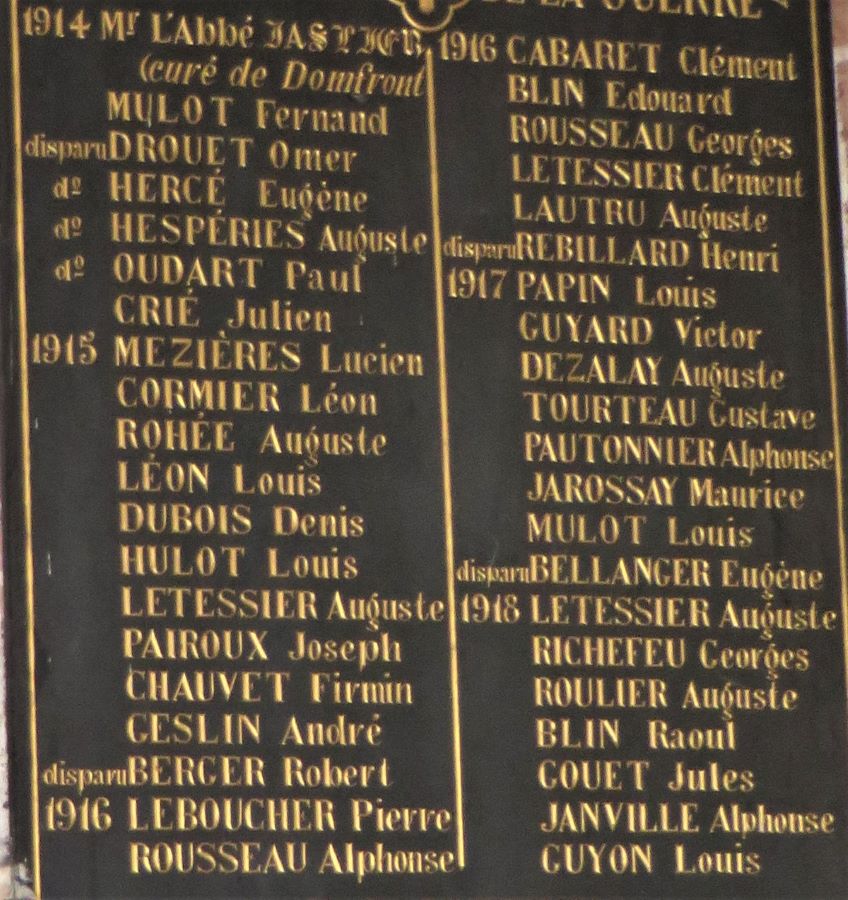 DE LA GUERRE
1914 Mr L'Abbé JASLIER
(curé de Domfront
MULOT Fernand
disparu DROUET Omer
do HERCÉ Eugène
do HESPÉRIES Auguste
do OUDART Paul
CRIÉ Julien
1915 MEZIÈRES Lucien
CORMIER Léon
ROHÉE Auguste
LÉON Louis
DUBOIS Denis
HULOT Louis
LETESSIER Auguste
PAIROUX Joseph
CHAUVET Firmin
GESLIN André
disparu BERGER Robert
1916 LEBOUCHER Pierre
ROUSSEAU Alphonse
1916 CABARET Clément
BLIN Edouard
ROUSSEAU Georges
LETESSIER Clément
LAUTRU Auguste
disparu REBILLARD Henri
1917 PAPIN Louis
GUYARD Victor
DEZALAY Auguste
TOURTEAU Gustave
PAUTONNIER Alphonse
JAROSSAY Maurice
MULOT Louis
disparu BELLANGER Eugène
1918 LETESSIER Auguste
RICHEFEU Georges
ROULIER Auguste
BLIN Raoul
GOUET Jules
JANVILLE Alphonse
GUYON Louis